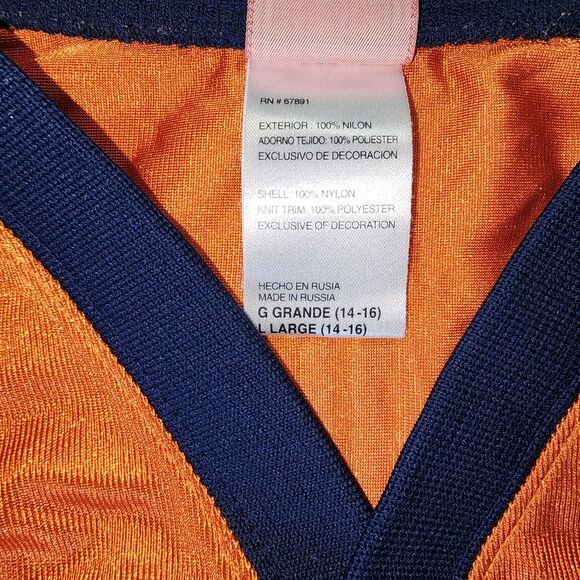 RN # 67891
EXTERIOR : 100% NILON
ADORNO TEJIDO: 100% POLIESTER
EXCLUSIVO DE DECORACION
SHELL: 100% NYLON
KNIT TRIM: 100% POLYESTER
EXCLUSIVE OF DECORATION
HECHO EN RUSIA
MADE IN RUSSIA
G GRANDE (14-16)
L LARGE (14-16)